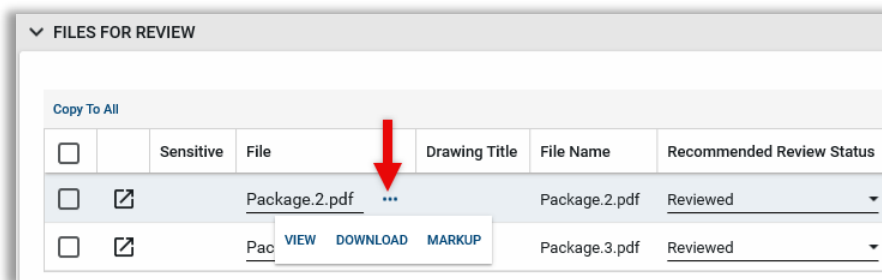 FILES FOR REVIEW
Copy To All
Sensitive File Drawing Title File Name Recommended Review Status
Package.2.pdf ••• Package.2.pdf Reviewed
Pac VIEW DOWNLOAD MARKUP Package.3.pdf Reviewed